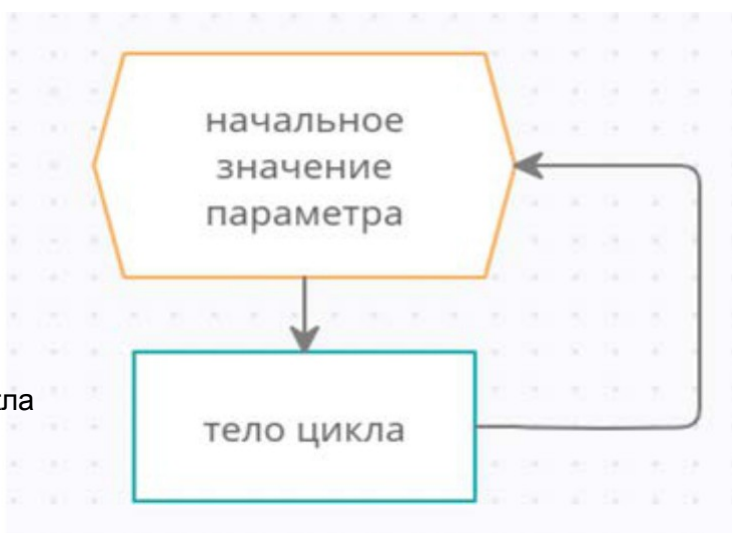 начальное
значение
параметра
тело цикла